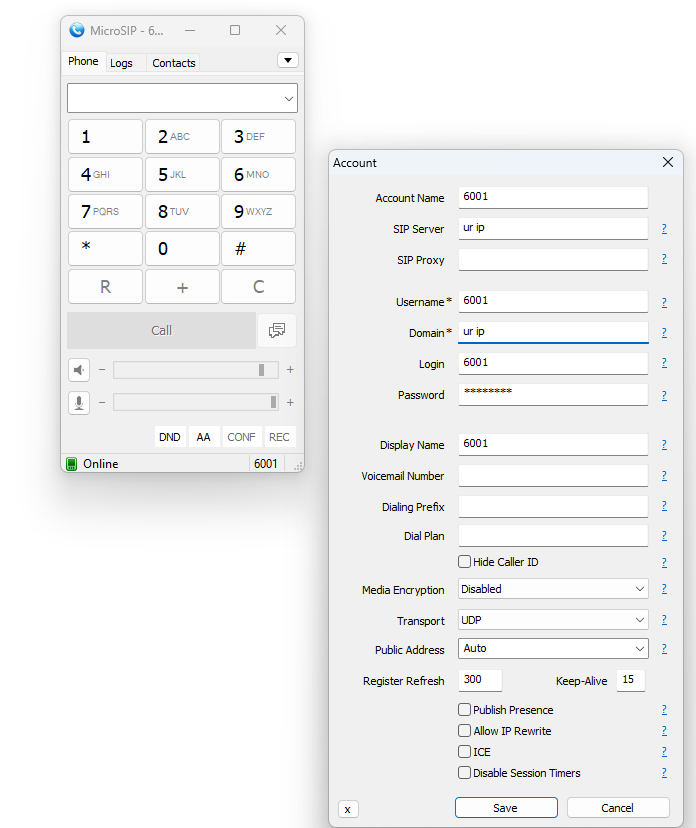 MicroSIP - 6...
Phone Logs Contacts
1 2 ABC 3 DEF
4 GHI 5 JKL 6 MNO
7 PQRS 8 TUV 9 WXYZ
* 0 #
R + C
Call
- +
- +
DND AA CONF REC
Online 6001
Account
Account Name 6001
SIP Server ur ip ?
SIP Proxy ?
Username* 6001 ?
Domain* ur ip ?
Login 6001 ?
Password ******** ?
Display Name 6001 ?
Voicemail Number ?
Dialing Prefix ?
Dial Plan ?
Hide Caller ID ?
Media Encryption Disabled ?
Transport UDP ?
Public Address Auto ?
Register Refresh 300 Keep-Alive 15
Publish Presence ?
Allow IP Rewrite ?
ICE ?
Disable Session Timers ?
x Save Cancel